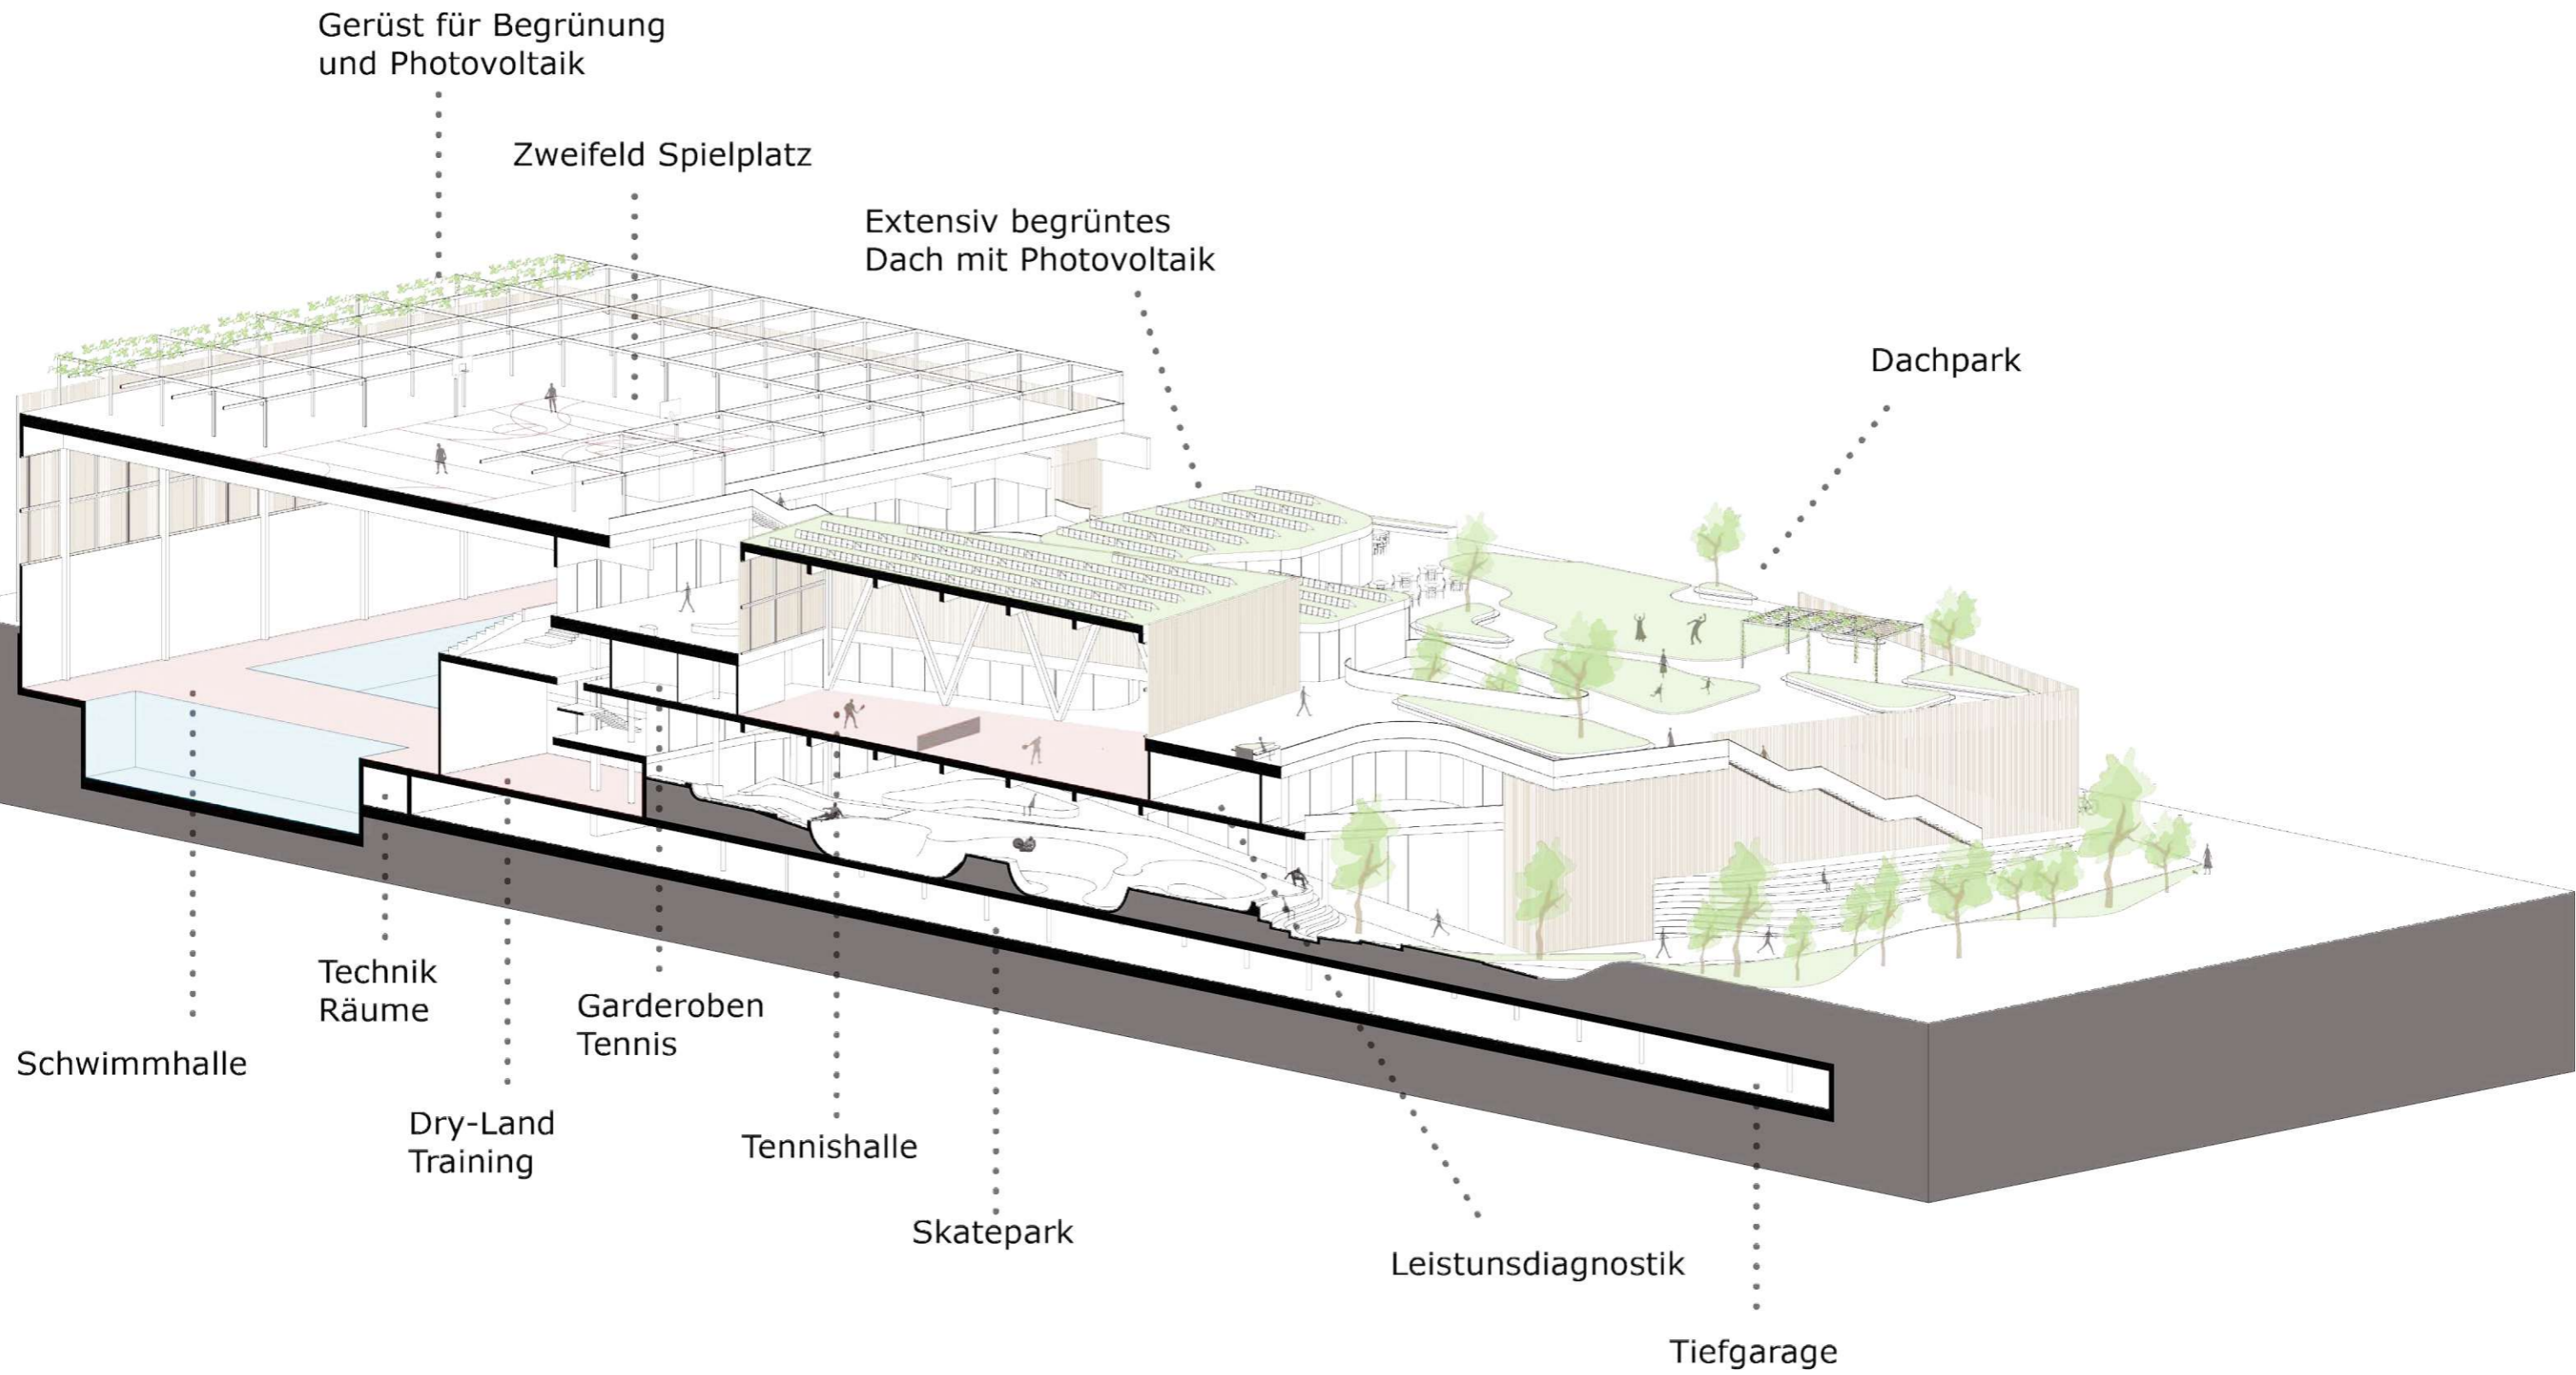 Gerüst für Begrünung
und Photovoltaik
Zweifeld Spielplatz
Extensiv begrüntes
Dach mit Photovoltaik
Dachpark
Technik
Räume
Garderoben
Tennis
Schwimmhalle
Dry-Land
Training
Tennishalle
Skatepark
Leistunsdiagnostik
Tiefgarage